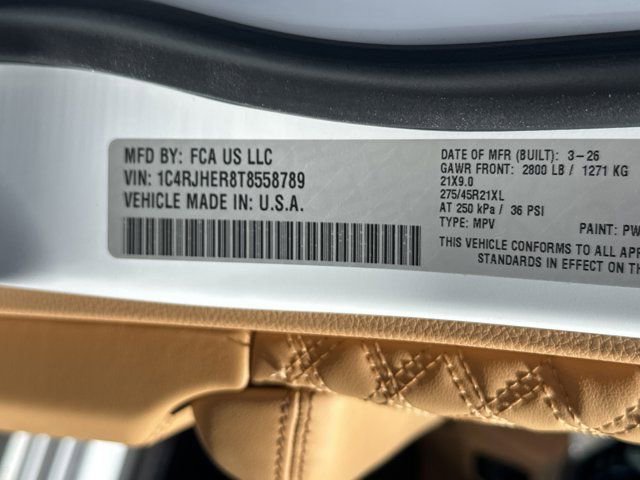 MFD BY: FCA US LLC
VIN: 1C4RJHER8T8558789
VEHICLE MADE IN: U.S.A.
DATE OF MFR (BUILT): 3-26
GAWR FRONT: 2800 LB / 1271 KG
21X9.0
275/45R21XL
AT 250 kPa / 36 PSI
TYPE: MPV
PAINT: PW
THIS VEHICLE CONFORMS TO ALL APP
STANDARDS IN EFFECT ON TH